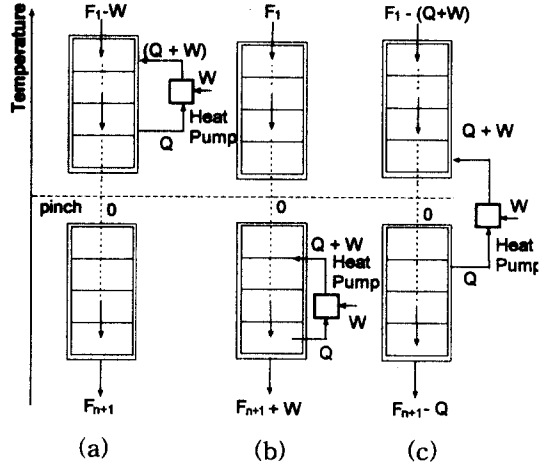 Temperature
F₁-W
(Q + W)
W
Heat
Pump
Q
F₁
F₁ - (Q+W)
Q + W
pinch
0
0
0
W
Heat
Pump
Q
Q + W
Heat
Pump
W
Q
Fₙ₊₁
Fₙ₊₁ + W
Fₙ₊₁ - Q
(a)
(b)
(c)